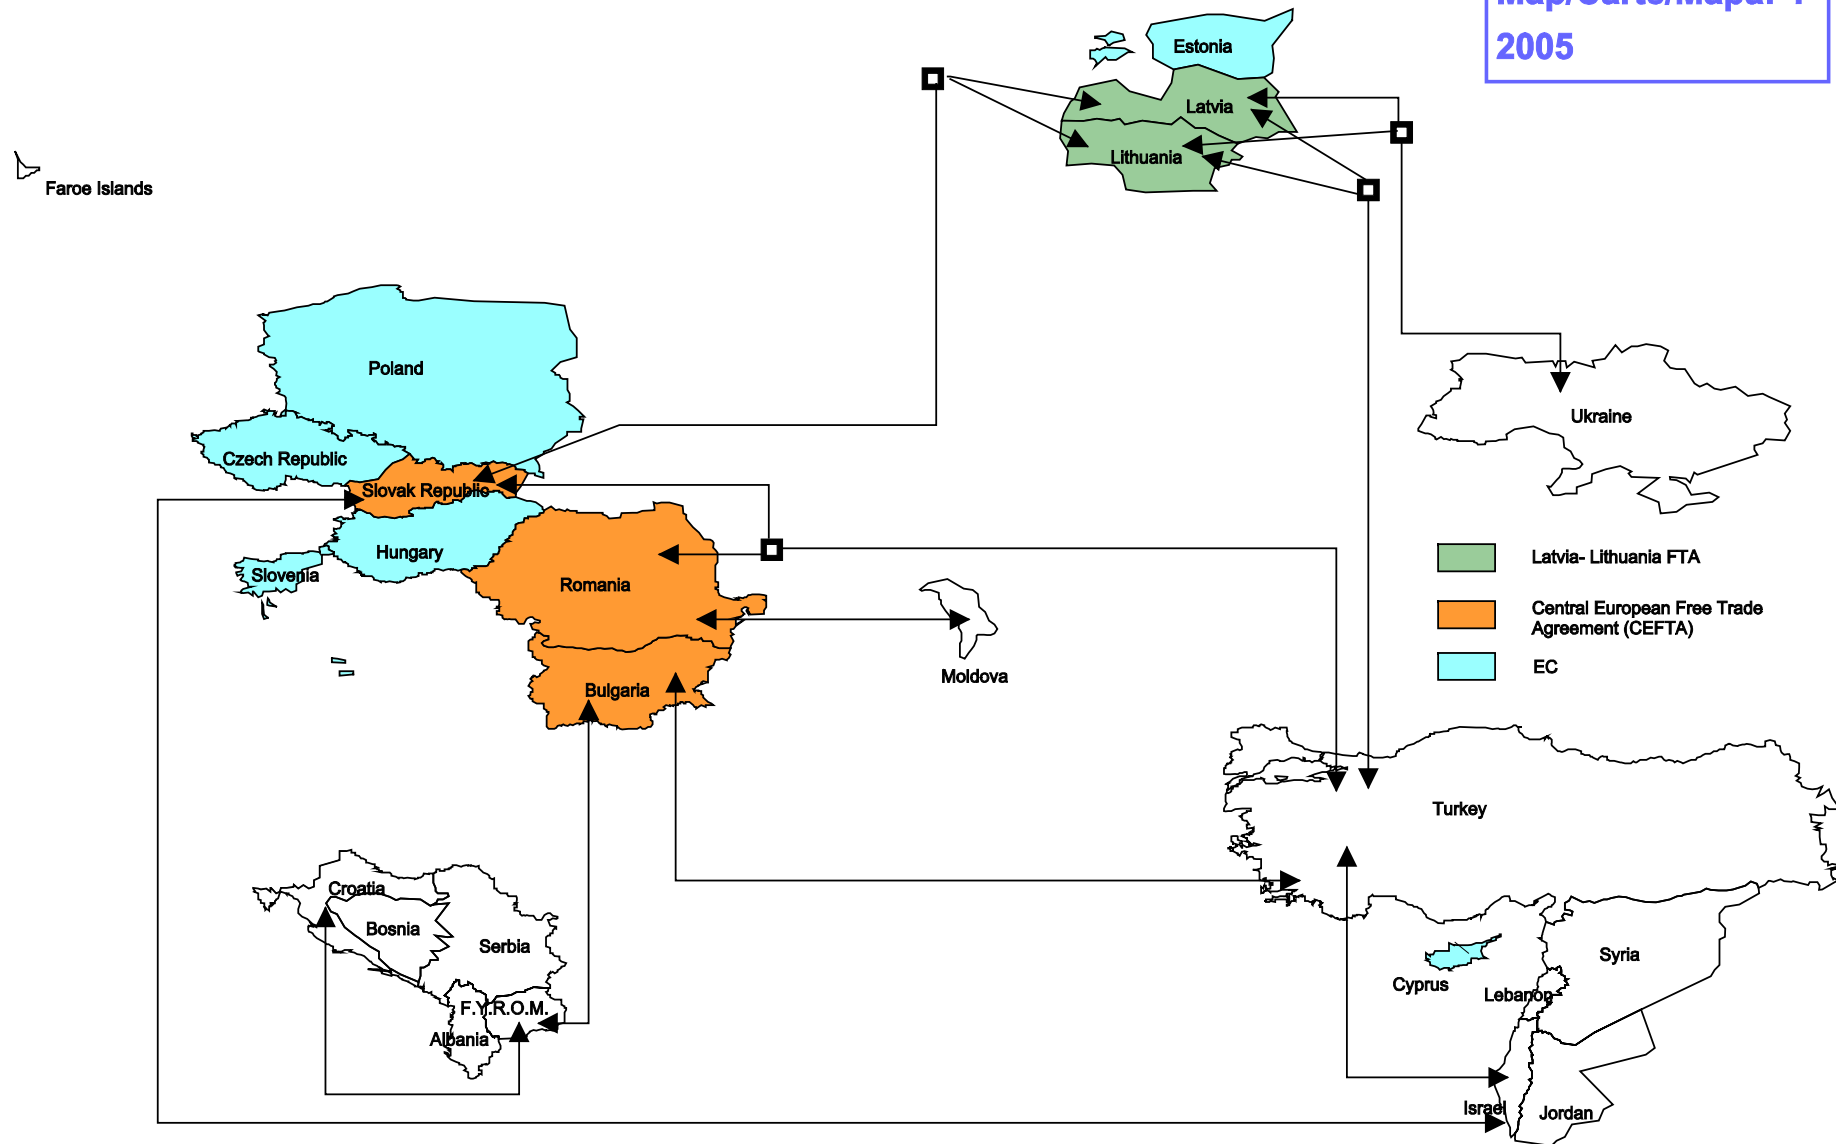 2005
Estonia
Latvia
Lithuania
Faroe Islands
Poland
Ukraine
Czech Republic
Slovak Republic
Hungary
Slovenia
Romania
Moldova
Bulgaria
Latvia- Lithuania FTA
Central European Free Trade
Agreement (CEFTA)
EC
Turkey
Croatia
Bosnia
Serbia
F.Y.R.O.M.
Albania
Cyprus
Syria
Lebanon
Israel
Jordan